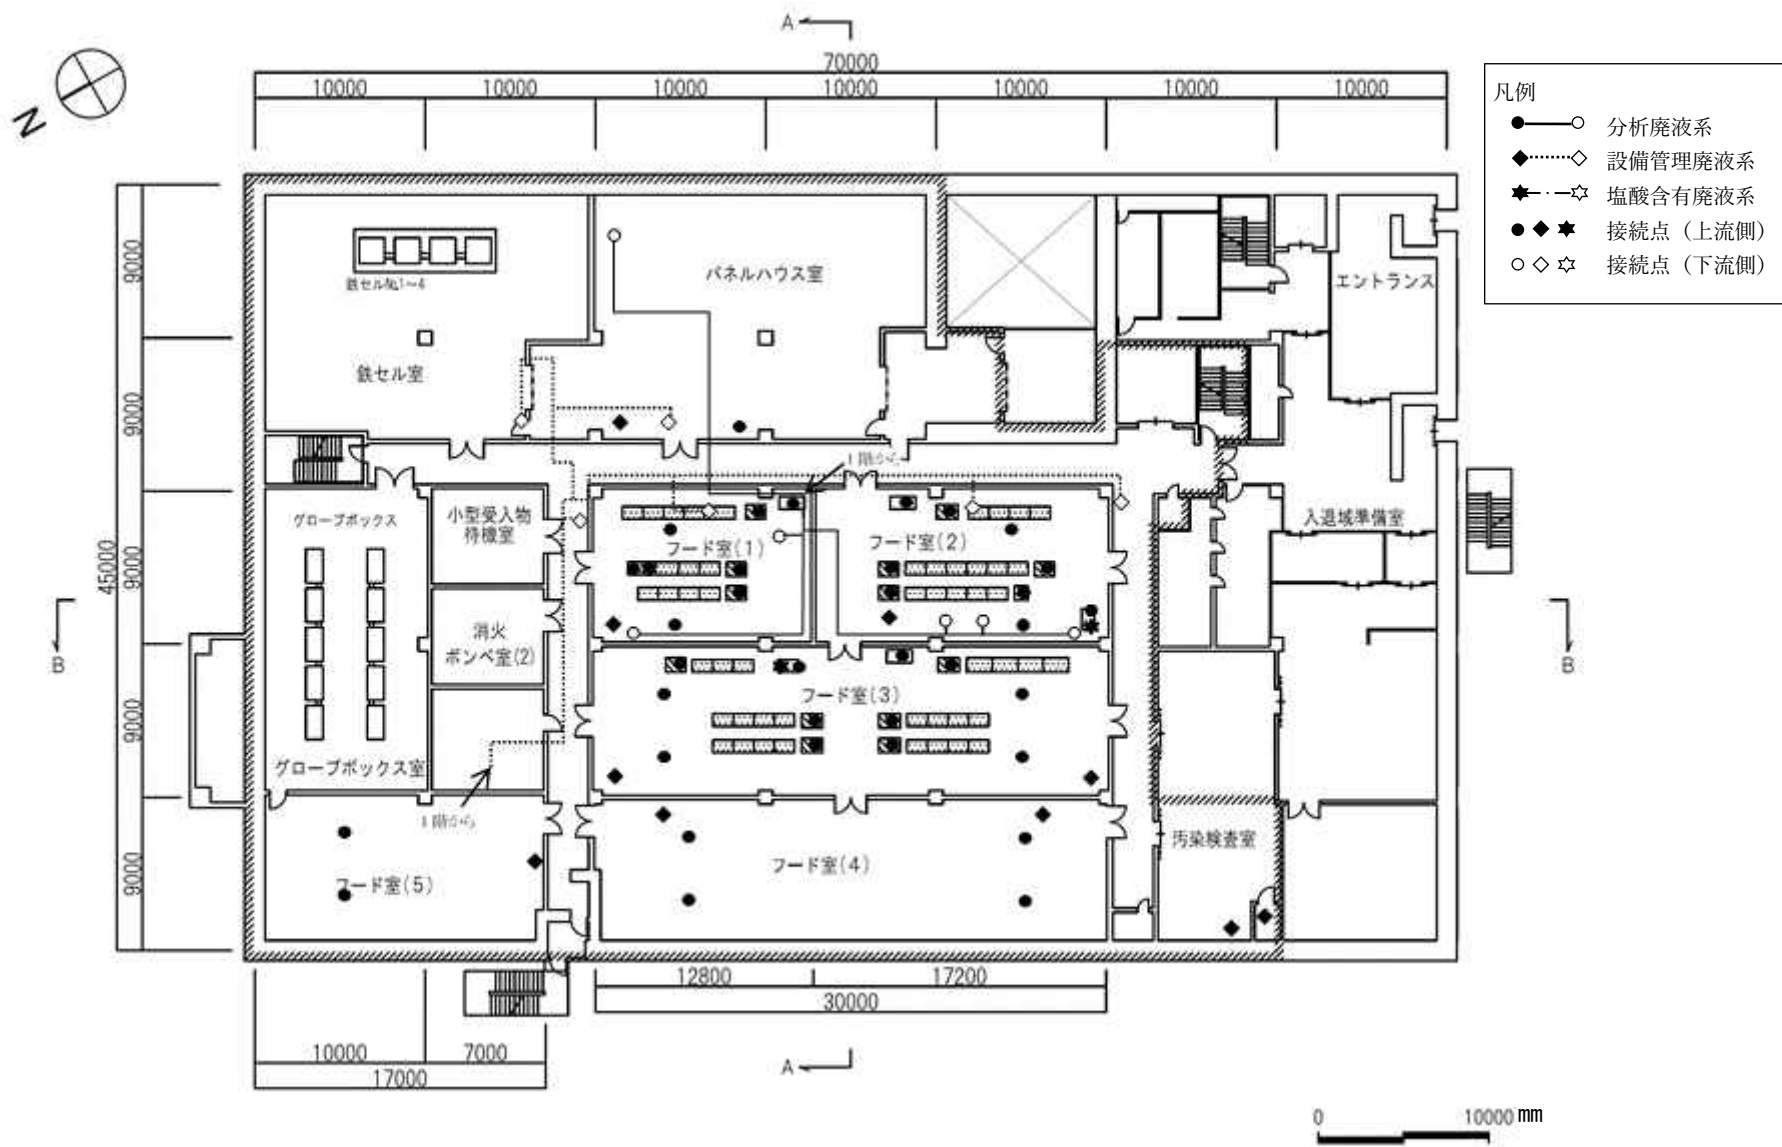 A
70000
10000 10000 10000 10000 10000 10000 10000
N
凡例
分析廃液系
設備管理廃液系
塩酸含有廃液系
接続点（上流側）
接続点（下流側）
9000
9000
9000
9000
9000
45000
鉄セル№1～4
鉄セル室
パネルハウス室
エントランス
1階から
グローブボックス
小型受入物
待機室
フード室(1)
フード室(2)
入退域準備室
消火
ボンベ室(2)
フード室(3)
グローブボックス室
1階から
フード室(5)
フード室(4)
汚染検査室
B
B
12800 17200
30000
10000 7000
17000
A
0 10000 mm